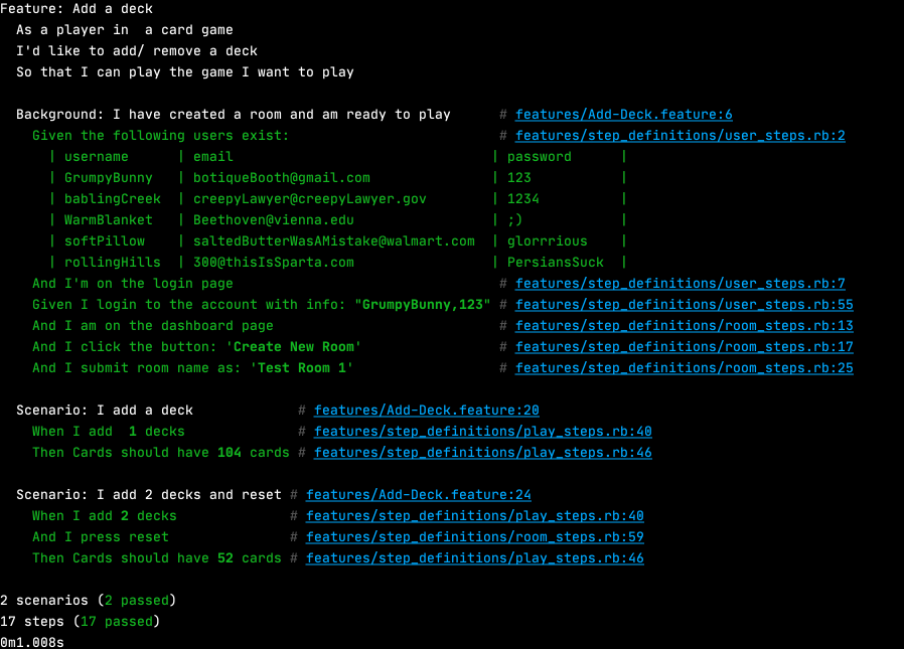 Feature: Add a deck
As a player in  a card game
I'd like to add/ remove a deck
So that I can play the game I want to play
Background: I have created a room and am ready to play # features/Add-Deck.feature:6
Given the following users exist: # features/step_definitions/user_steps.rb:2
| username | email | password |
| GrumpyBunny | botiqueBooth@gmail.com | 123 |
| bablingCreek | creepyLawyer@creepyLawyer.gov | 1234 |
| WarmBlanket | Beethoven@vienna.edu | ;) |
| softPillow | saltedButterWasAMistake@walmart.com | glorrrious |
| rollingHills | 300@thisIsSparta.com | PersiansSuck |
And I'm on the login page # features/step_definitions/user_steps.rb:7
Given I login to the account with info: "GrumpyBunny,123" # features/step_definitions/user_steps.rb:55
And I am on the dashboard page # features/step_definitions/room_steps.rb:13
And I click the button: 'Create New Room' # features/step_definitions/room_steps.rb:17
And I submit room name as: 'Test Room 1' # features/step_definitions/room_steps.rb:25
Scenario: I add a deck # features/Add-Deck.feature:20
When I add  1 decks # features/step_definitions/play_steps.rb:40
Then Cards should have 104 cards # features/step_definitions/play_steps.rb:46
Scenario: I add 2 decks and reset # features/Add-Deck.feature:24
When I add 2 decks # features/step_definitions/play_steps.rb:40
And I press reset # features/step_definitions/room_steps.rb:59
Then Cards should have 52 cards # features/step_definitions/play_steps.rb:46
2 scenarios (2 passed)
17 steps (17 passed)
0m1.008s